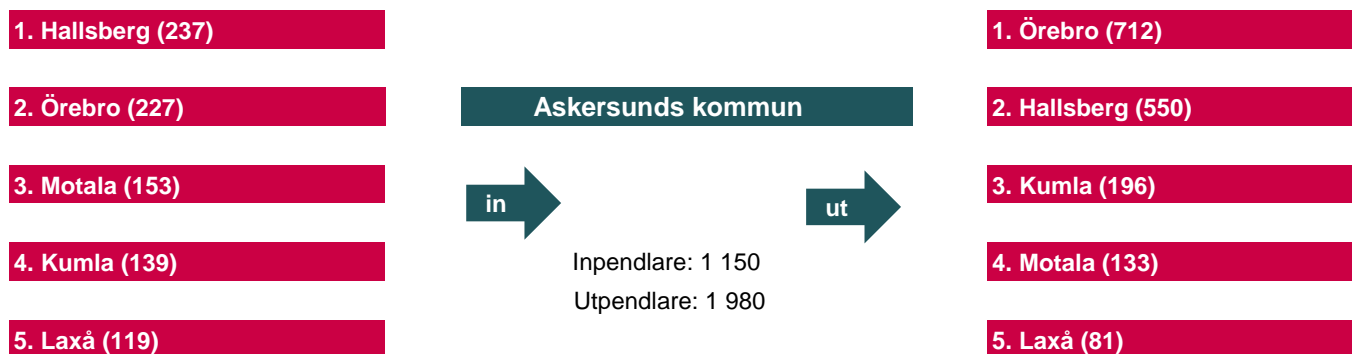 1. Hallsberg (237)
2. Örebro (227)
3. Motala (153)
4. Kumla (139)
5. Laxå (119)
Askersunds kommun
in
ut
Inpendlare: 1 150
Utpendlare: 1 980
1. Örebro (712)
2. Hallsberg (550)
3. Kumla (196)
4. Motala (133)
5. Laxå (81)